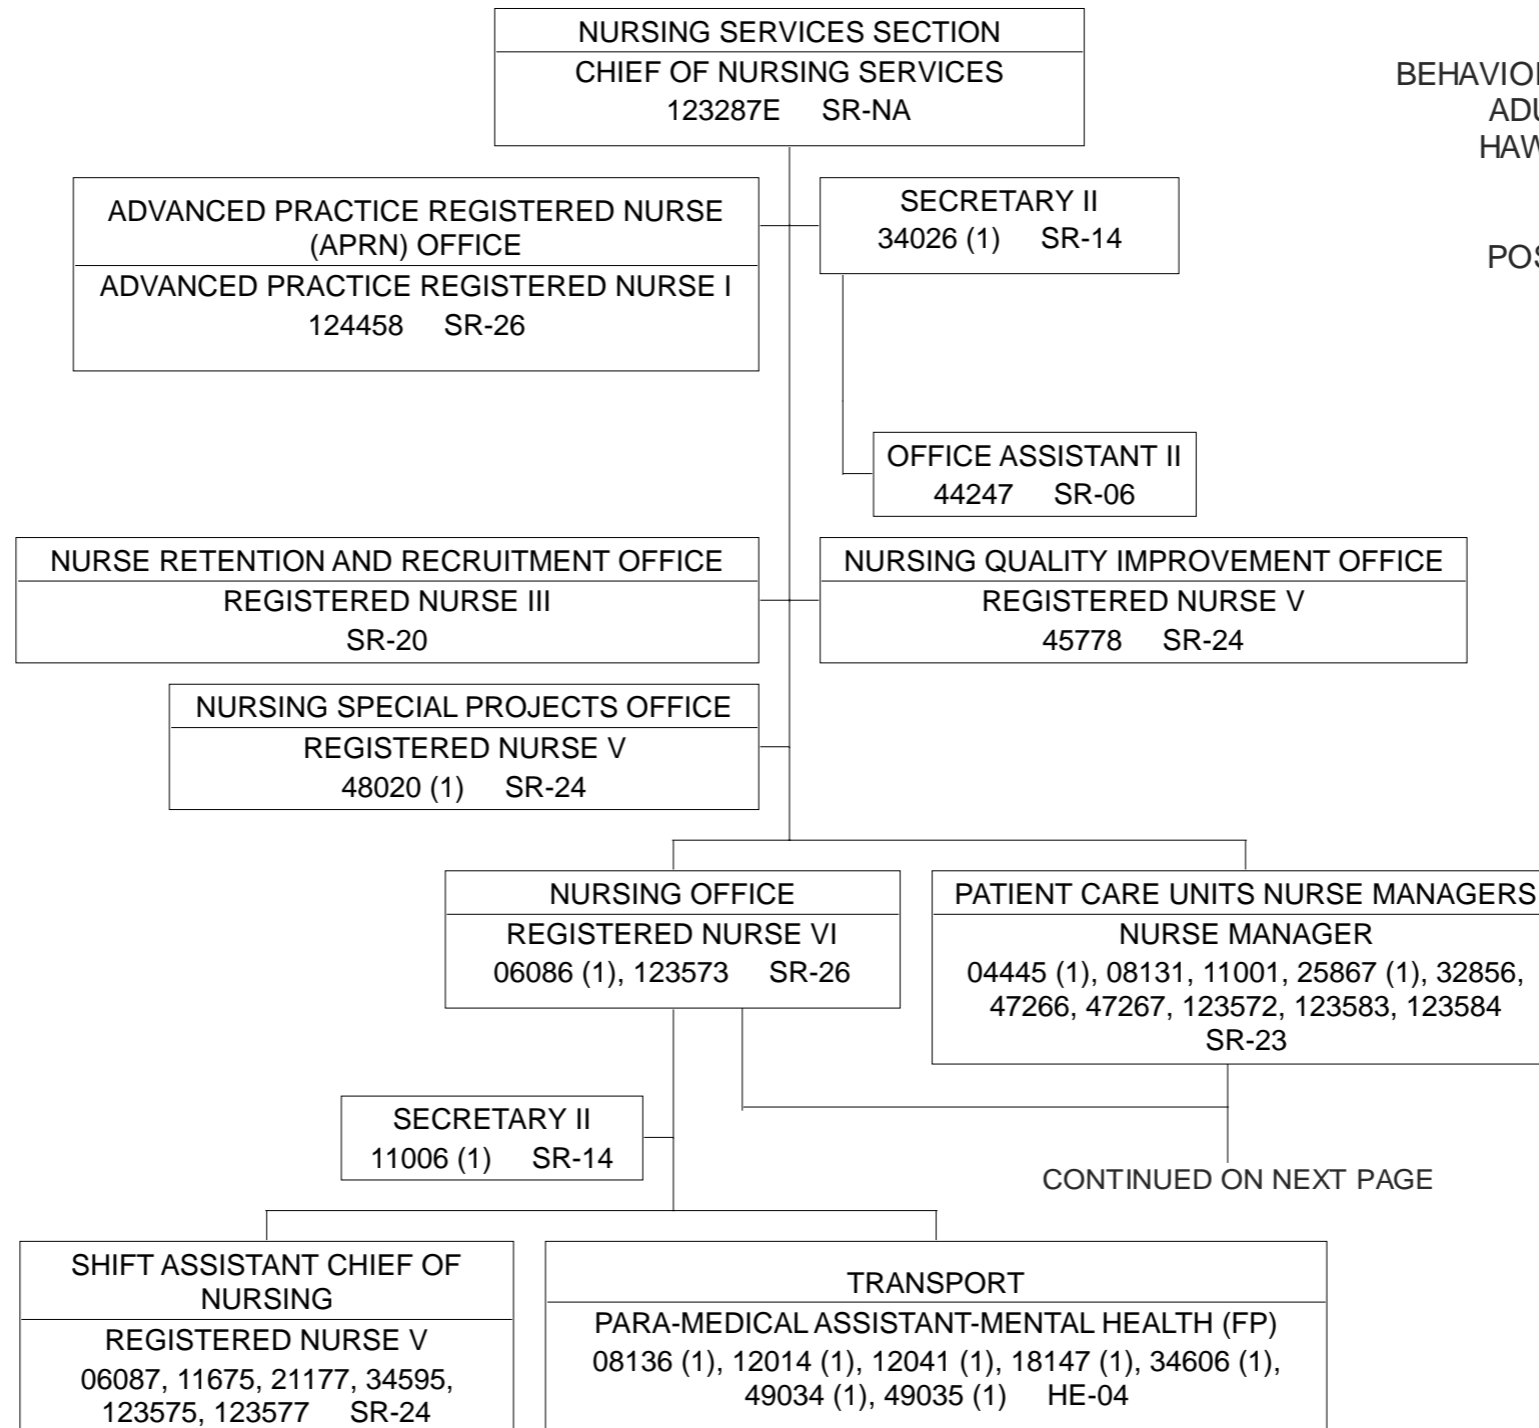 NURSING SERVICES SECTION
CHIEF OF NURSING SERVICES
123287E SR-NA
BEHAVIO
ADU
HAW
POS
ADVANCED PRACTICE REGISTERED NURSE
(APRN) OFFICE
ADVANCED PRACTICE REGISTERED NURSE I
124458 SR-26
SECRETARY II
34026 (1) SR-14
OFFICE ASSISTANT II
44247 SR-06
NURSE RETENTION AND RECRUITMENT OFFICE
REGISTERED NURSE III
SR-20
NURSING QUALITY IMPROVEMENT OFFICE
REGISTERED NURSE V
45778 SR-24
NURSING SPECIAL PROJECTS OFFICE
REGISTERED NURSE V
48020 (1) SR-24
NURSING OFFICE
REGISTERED NURSE VI
06086 (1), 123573 SR-26
PATIENT CARE UNITS NURSE MANAGERS
NURSE MANAGER
04445 (1), 08131, 11001, 25867 (1), 32856,
47266, 47267, 123572, 123583, 123584
SR-23
SECRETARY II
11006 (1) SR-14
CONTINUED ON NEXT PAGE
SHIFT ASSISTANT CHIEF OF
NURSING
REGISTERED NURSE V
06087, 11675, 21177, 34595,
123575, 123577 SR-24
TRANSPORT
PARA-MEDICAL ASSISTANT-MENTAL HEALTH (FP)
08136 (1), 12014 (1), 12041 (1), 18147 (1), 34606 (1),
49034 (1), 49035 (1) HE-04